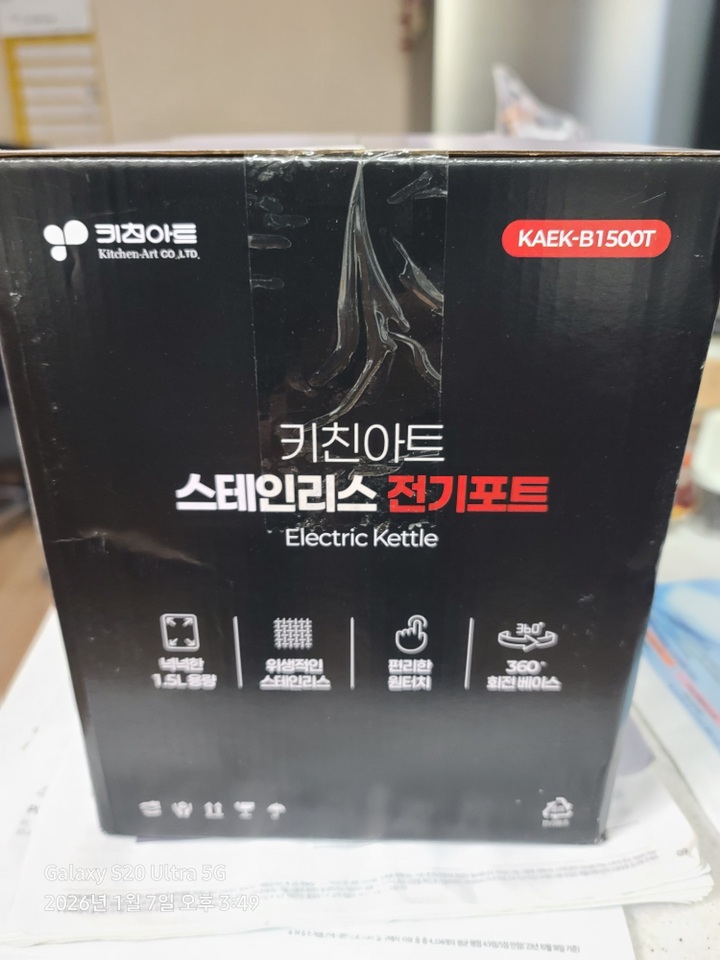 키친아트
Kitchen-Art CO.,LTD.
KAEK-B1500T
키친아트
스테인리스 전기포트
Electric Kettle
넉넉한
1.5L 용량
위생적인
스테인리스
편리한
원터치
360°
360°
회전 베이스
Galaxy S20 Ultra 5G
2026년 1월 7일 오후 3:49